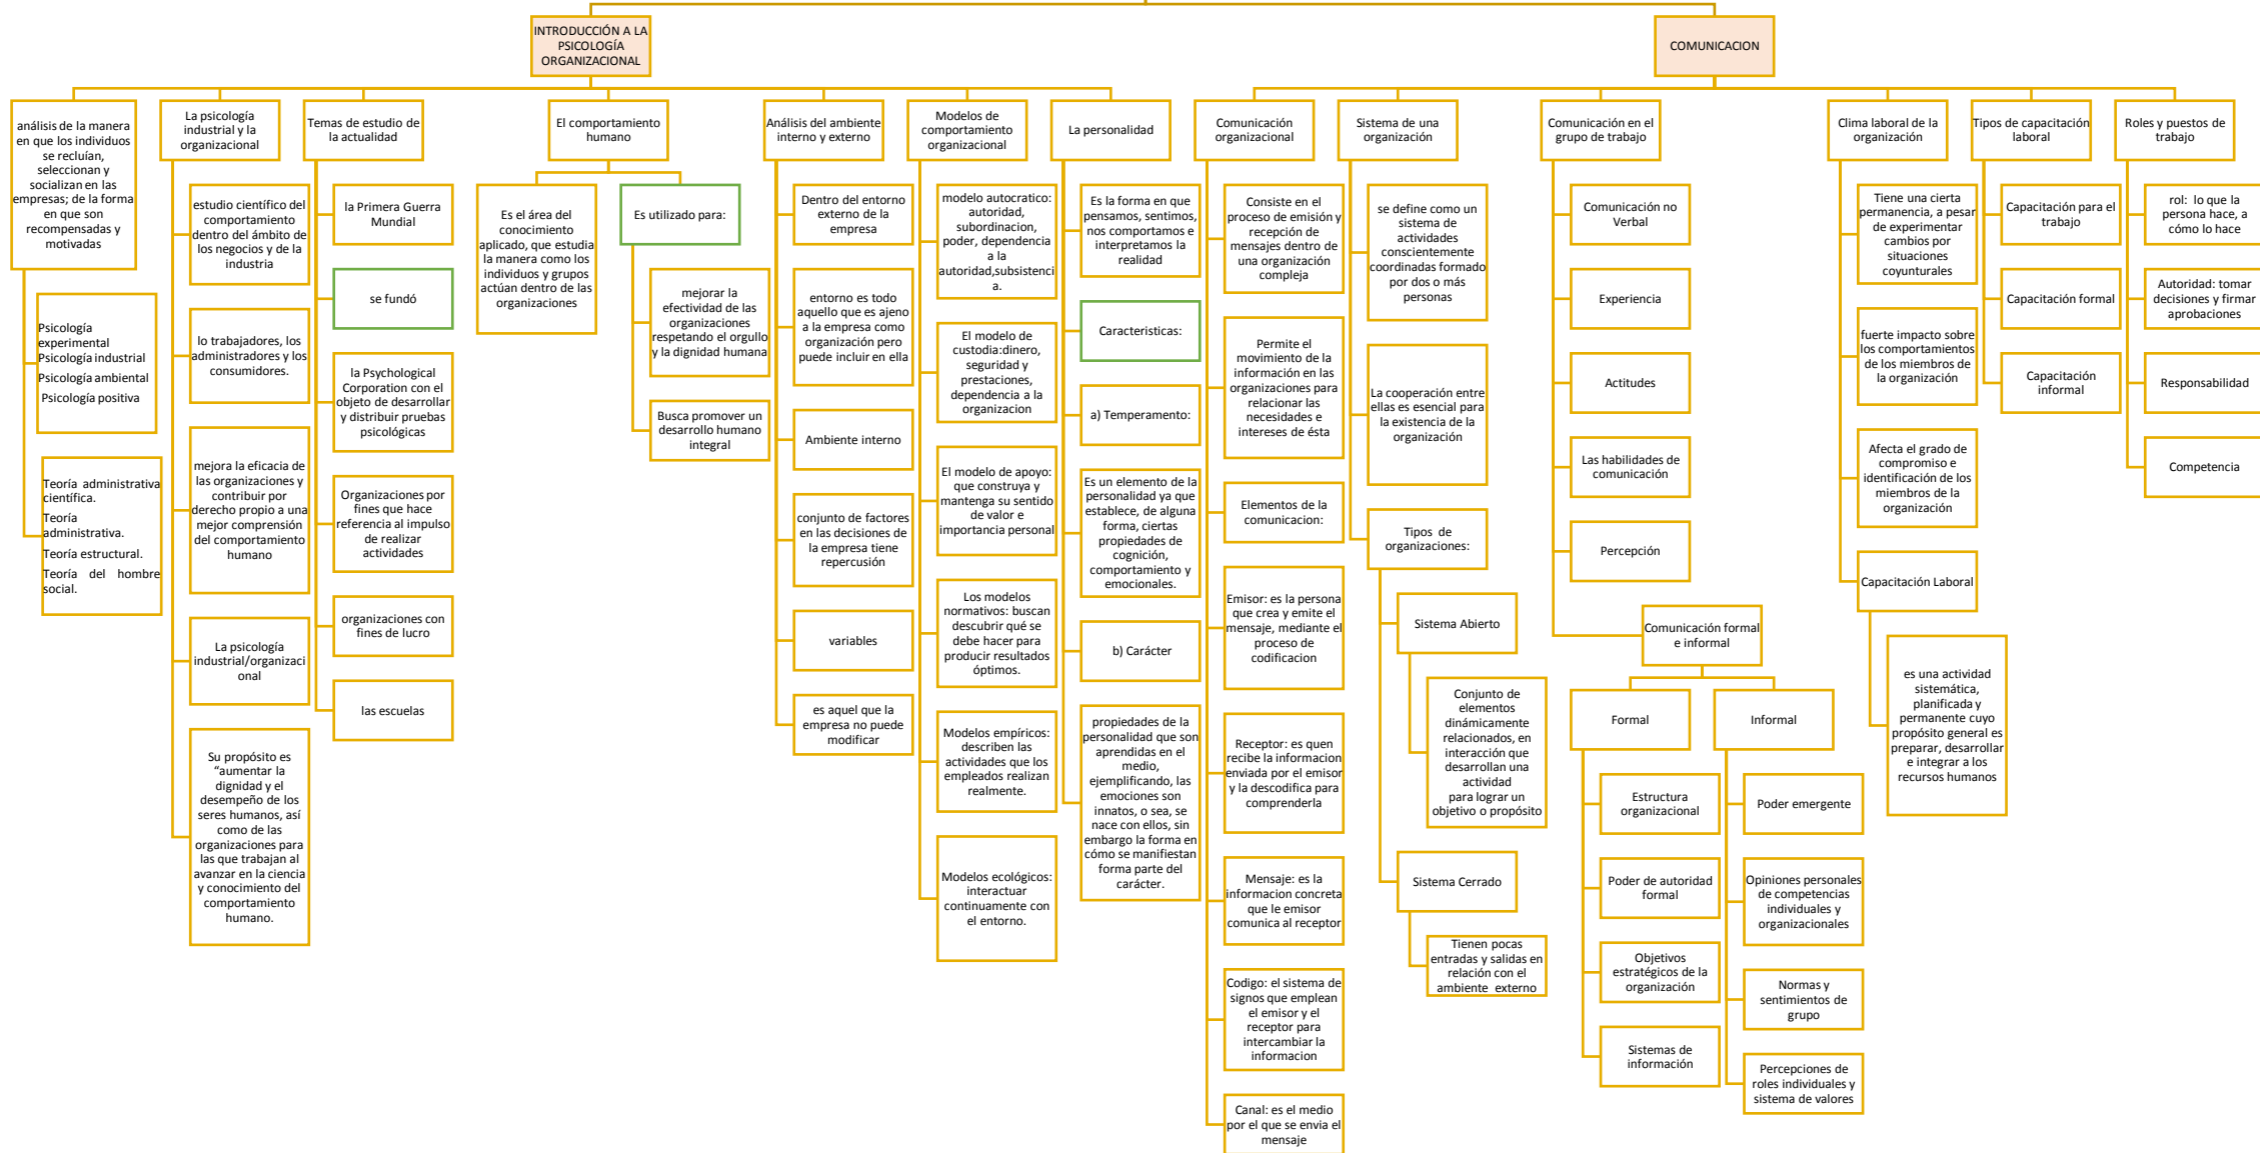 INTRODUCCIÓN A LA
PSICOLOGÍA
ORGANIZACIONAL
COMUNICACION
análisis de la manera
en que los individuos
se recluían,
seleccionan y
socializan en las
empresas; de la forma
en que son
recompensadas y
motivadas
Psicología
experimental
Psicología industrial
Psicología ambiental
Psicología positiva
Teoría administrativa
científica.
Teoría
administrativa.
Teoría estructural.
Teoría del hombre
social.
La psicología
industrial y la
organizacional
estudio científico del
comportamiento
dentro del ámbito de
los negocios y de la
industria
lo trabajadores, los
administradores y los
consumidores.
mejora la eficacia de
las organizaciones y
contribuir por
derecho propio a una
mejor comprensión
del comportamiento
humano
La psicología
industrial/organizaci
onal
Su propósito es
“aumentar la
dignidad y el
desempeño de los
seres humanos, así
como de las
organizaciones para
las que trabajan al
avanzar en la ciencia
y conocimiento del
comportamiento
humano.
Temas de estudio de
la actualidad
la Primera Guerra
Mundial
se fundó
la Psychological
Corporation con el
objeto de desarrollar
y distribuir pruebas
psicológicas
Organizaciones por
fines que hace
referencia al impulso
de realizar
actividades
organizaciones con
fines de lucro
las escuelas
El comportamiento
humano
Es el área del
conocimiento
aplicado, que estudia
la manera como los
individuos y grupos
actúan dentro de las
organizaciones
Es utilizado para:
mejorar la
efectividad de las
organizaciones
respetando el orgullo
y la dignidad humana
Busca promover un
desarrollo humano
integral
Análisis del ambiente
interno y externo
Dentro del entorno
externo de la
empresa
entorno es todo
aquello que es ajeno
a la empresa como
organización pero
puede incluir en ella
Ambiente interno
conjunto de factores
en las decisiones de
la empresa tiene
repercusión
variables
es aquel que la
empresa no puede
modificar
Modelos de
comportamiento
organizacional
modelo autocratico:
autoridad,
subordinacion,
poder, dependencia
a la
autoridad,subsistenci
a.
El modelo de
custodia:dinero,
seguridad y
prestaciones,
dependencia a la
organizacion
El modelo de apoyo:
que construya y
mantenga su sentido
de valor e
importancia personal
Los modelos
normativos: buscan
descubrir qué se
debe hacer para
producir resultados
óptimos.
Modelos empíricos:
describen las
actividades que los
empleados realizan
realmente.
Modelos ecológicos:
interactuar
continuamente con
el entorno.
La personalidad
Es la forma en que
pensamos, sentimos,
nos comportamos e
interpretamos la
realidad
Caracteristicas:
a) Temperamento:
Es un elemento de la
personalidad ya que
establece, de alguna
forma, ciertas
propiedades de
cognición,
comportamiento y
emocionales.
b) Carácter
propiedades de la
personalidad que son
aprendidas en el
medio,
ejemplificando, las
emociones son
innatos, o sea, se
nace con ellos, sin
embargo la forma en
cómo se manifiestan
forma parte del
carácter.
Comunicación
organizacional
Consiste en el
proceso de emisión y
recepción de
mensajes dentro de
una organización
compleja
Permite el
movimiento de la
información en las
organizaciones para
relacionar las
necesidades e
intereses de ésta
Elementos de la
comunicacion:
Emisor: es la persona
que crea y emite el
mensaje, mediante el
proceso de
codificacion
Receptor: es quen
recibe la informacion
enviada por el emisor
y la descodifica para
comprenderla
Mensaje: es la
informacion concreta
que le emisor
comunica al receptor
Codigo: el sistema de
signos que emplean
el emisor y el
receptor para
intercambiar la
informacion
Canal: es el medio
por el que se envia el
mensaje
Sistema de una
organización
se define como un
sistema de
actividades
conscientemente
coordinadas formado
por dos o más
personas
La cooperación entre
ellas es esencial para
la existencia de la
organización
Tipos de
organizaciones:
Sistema Abierto
Conjunto de
elementos
dinámicamente
relacionados, en
interacción que
desarrollan una
actividad
para lograr un
objetivo o propósito
Sistema Cerrado
Tienen pocas
entradas y salidas en
relación con el
ambiente externo
Comunicación en el
grupo de trabajo
Comunicación no
Verbal
Experiencia
Actitudes
Las habilidades de
comunicación
Percepción
Comunicación formal
e informal
Formal
Estructura
organizacional
Poder de autoridad
formal
Objetivos
estratégicos de la
organización
Sistemas de
información
Informal
Poder emergente
Opiniones personales
de competencias
individuales y
organizacionales
Normas y
sentimientos de
grupo
Percepciones de
roles individuales y
sistema de valores
Clima laboral de la
organización
Tiene una cierta
permanencia, a pesar
de experimentar
cambios por
situaciones
coyunturales
fuerte impacto sobre
los comportamientos
de los miembros de
la organización
Afecta el grado de
compromiso e
identificación de los
miembros de la
organización
Capacitación Laboral
es una actividad
sistemática,
planificada y
permanente cuyo
propósito general es
preparar, desarrollar
e integrar a los
recursos humanos
Tipos de capacitación
laboral
Capacitación para el
trabajo
Capacitación formal
Capacitación
informal
Roles y puestos de
trabajo
rol: lo que la
persona hace, a
cómo lo hace
Autoridad: tomar
decisiones y firmar
aprobaciones
Responsabilidad
Competencia